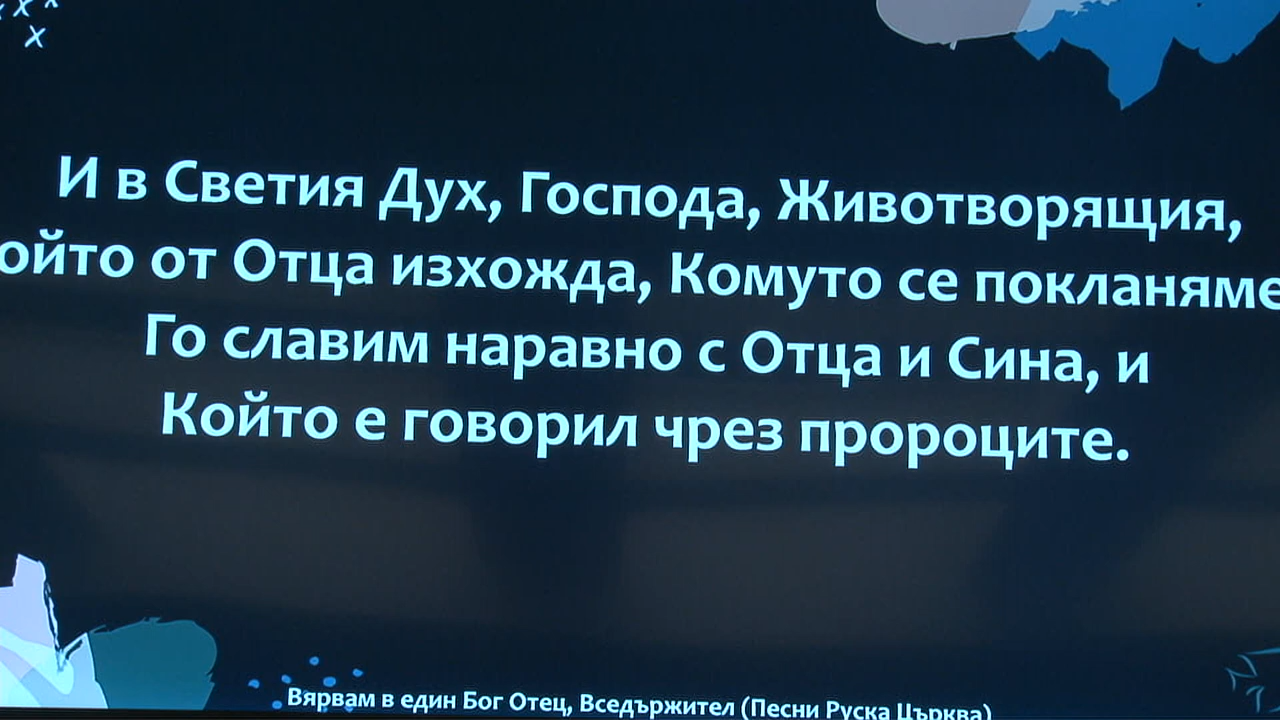 И в Светия Дух, Господа, Животворящия,
ойто от Отца изхожда, Комуто се покланяме
Го славим наравно с Отца и Сина, и
Който е говорил чрез пророците.
Вярвам в един Бог Отец, Вседържител (Песни Руска Църква)